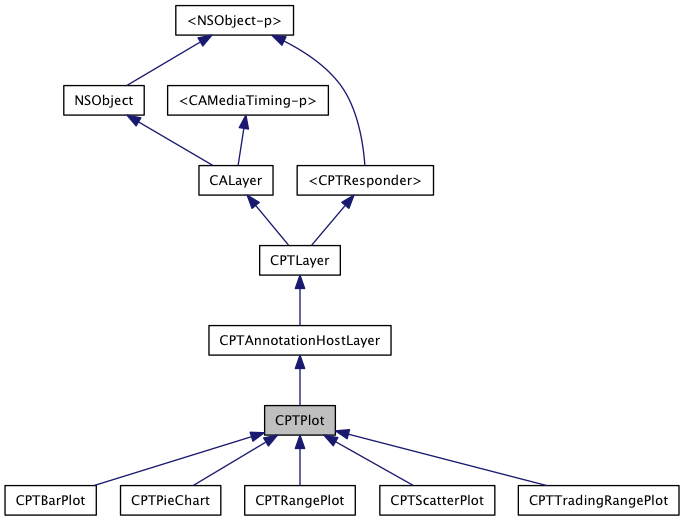 <NSObject-p>
NSObject
<CAMediaTiming-p>
CALayer
<CPTResponder>
CPTLayer
CPTAnnotationHostLayer
CPTPlot
CPTBarPlot
CPTPieChart
CPTRangePlot
CPTScatterPlot
CPTTradingRangePlot